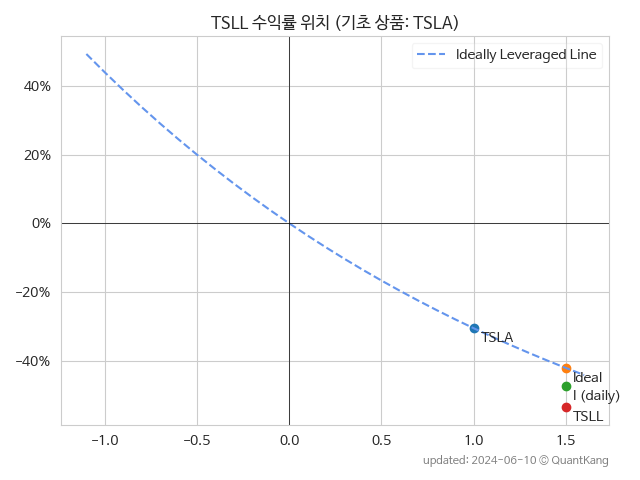 TSLL 수익률 위치 (기초 상품: TSLA)
Ideally Leveraged Line
40%
20%
0%
−20%
−40%
TSLA
Ideal
I (daily)
TSLL
−1.0
−0.5
0.0
0.5
1.0
1.5
updated: 2024-06-10 © QuantKang